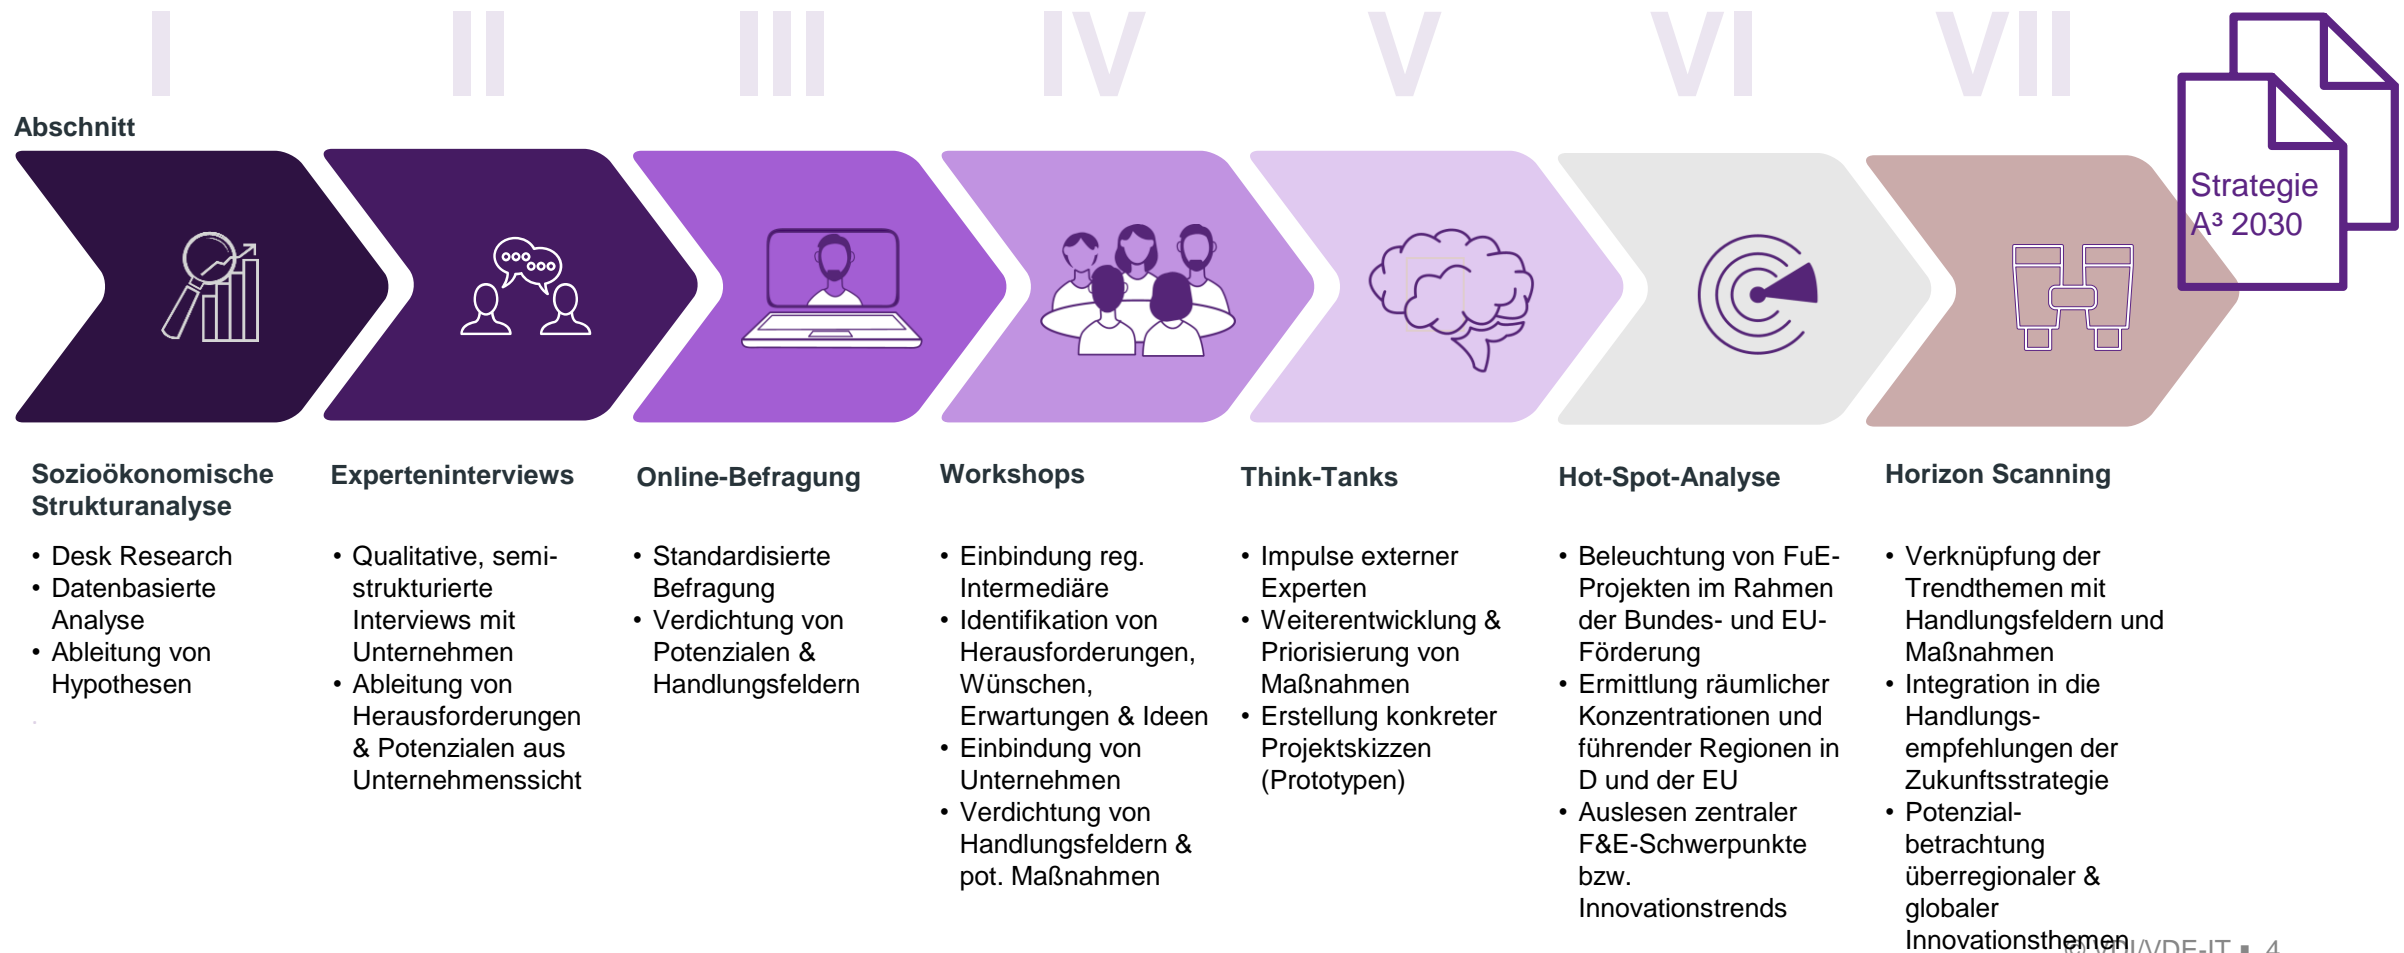 I
II
III
IV
V
VI
VII
Abschnitt
Strategie
A³ 2030
Sozioökonomische
Strukturanalyse
• Desk Research
• Datenbasierte
Analyse
• Ableitung von
Hypothesen
Experteninterviews
• Qualitative, semi-
strukturierte
Interviews mit
Unternehmen
• Ableitung von
Herausforderungen
& Potenzialen aus
Unternehmenssicht
Online-Befragung
• Standardisierte
Befragung
• Verdichtung von
Potenzialen &
Handlungsfeldern
Workshops
• Einbindung reg.
Intermediäre
• Identifikation von
Herausforderungen,
Wünschen,
Erwartungen & Ideen
• Einbindung von
Unternehmen
• Verdichtung von
Handlungsfeldern &
pot. Maßnahmen
Think-Tanks
• Impulse externer
Experten
• Weiterentwicklung &
Priorisierung von
Maßnahmen
• Erstellung konkreter
Projektskizzen
(Prototypen)
Hot-Spot-Analyse
• Beleuchtung von FuE-
Projekten im Rahmen
der Bundes- und EU-
Förderung
• Ermittlung räumlicher
Konzentrationen und
führender Regionen in
D und der EU
• Auslesen zentraler
F&E-Schwerpunkte
bzw.
Innovationstrends
Horizon Scanning
• Verknüpfung der
Trendthemen mit
Handlungsfeldern und
Maßnahmen
• Integration in die
Handlungs-
empfehlungen der
Zukunftsstrategie
• Potenzial-
betrachtung
überregionaler &
globaler
Innovationsthemen
© VDI/VDE-IT ▪ 4